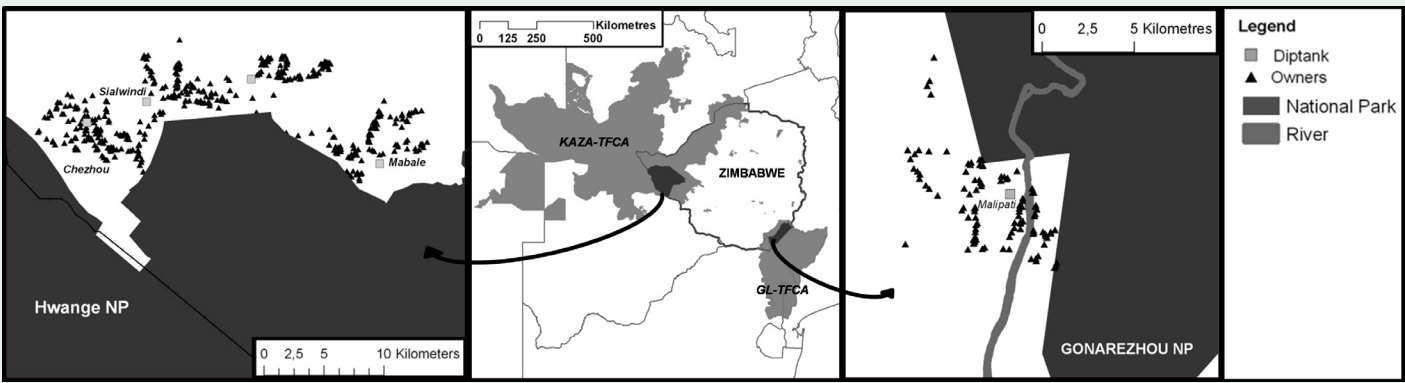 Sialwindi
Chezhou
Mabale
Hwange NP
0 2,5 5 10 Kilometers
Kilometres
0 125 250 500
KAZA-TFCA
ZIMBABWE
GL-TFCA
0 2,5 5 Kilometres
Malipati
GONAREZHOU NP
Legend
Diptank
Owners
National Park
River